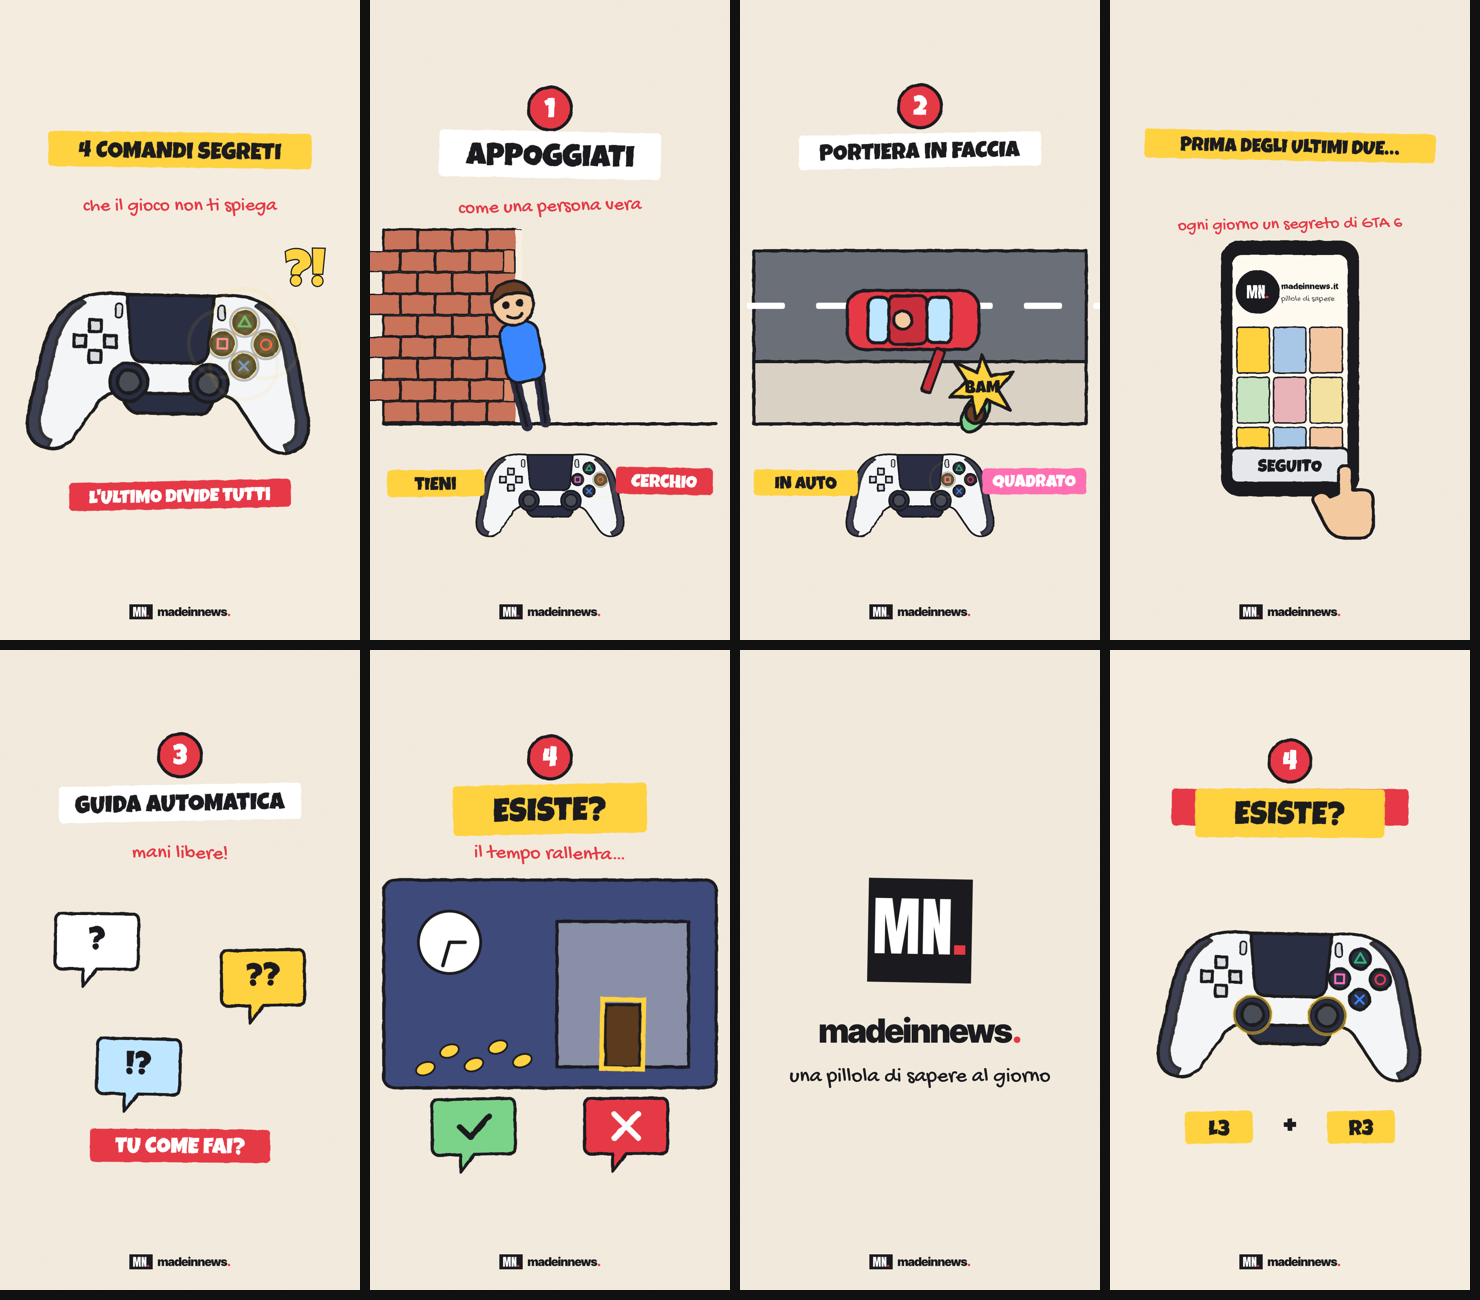 4 COMANDI SEGRETI
che il gioco non ti spiega
?!
L'ULTIMO DIVIDE TUTTI
MN. madeinnews.
1
APPOGGIATI
come una persona vera
TIENI
CERCHIO
MN. madeinnews.
2
PORTIERA IN FACCIA
BAM
IN AUTO
QUADRATO
MN. madeinnews.
PRIMA DEGLI ULTIMI DUE...
ogni giorno un segreto di GTA 6
MN.
madeinnews.it
pillole di sapere
SEGUITO
MN. madeinnews.
3
GUIDA AUTOMATICA
mani libere!
?
??
!?
TU COME FAI?
MN. madeinnews.
4
ESISTE?
il tempo rallenta...
MN. madeinnews.
MN.
madeinnews.
una pillola di sapere al giorno
MN. madeinnews.
4
ESISTE?
L3 + R3
MN. madeinnews.